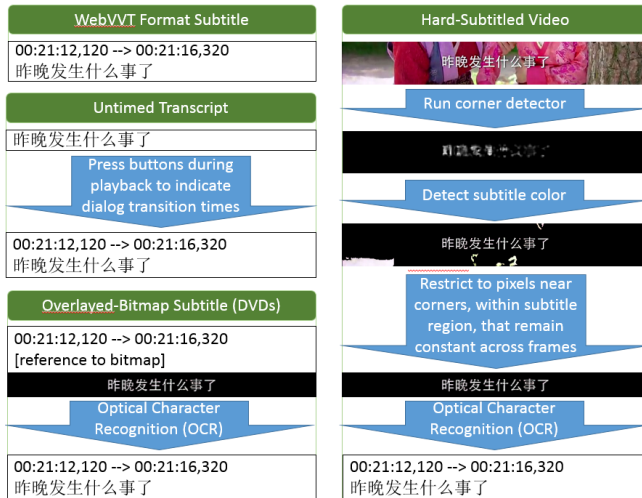 WebVVT Format Subtitle
00:21:12,120 --> 00:21:16,320
昨晚发生什么事了
Untimed Transcript
昨晚发生什么事了
Press buttons during
playback to indicate
dialog transition times
00:21:12,120 --> 00:21:16,320
昨晚发生什么事了
Overlayed-Bitmap Subtitle (DVDs)
00:21:12,120 --> 00:21:16,320
[reference to bitmap]
昨晚发生什么事了
Optical Character
Recognition (OCR)
00:21:12,120 --> 00:21:16,320
昨晚发生什么事了
Hard-Subtitled Video
昨晚发生什么事了
Run corner detector
昨晚发生什么事了
Detect subtitle color
昨晚发生什么事了
Restrict to pixels near
corners, within subtitle
region, that remain
constant across frames
昨晚发生什么事了
Optical Character
Recognition (OCR)
00:21:12,120 --> 00:21:16,320
昨晚发生什么事了